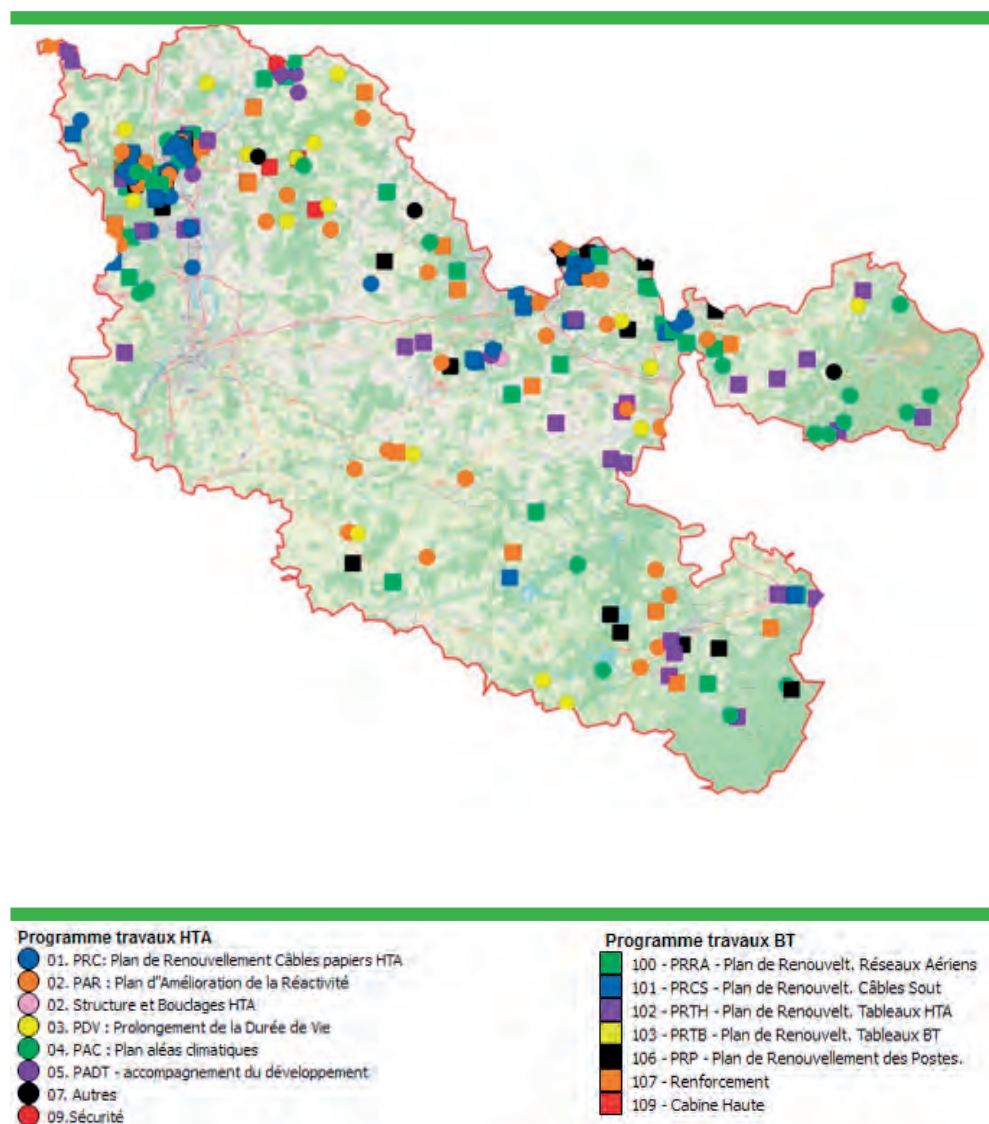 Programme travaux HTA
01. PRC: Plan de Renouvellement Câbles papiers HTA
02. PAR : Plan d"Amélioration de la Réactivité
02. Structure et Bouclages HTA
03. PDV : Prolongement de la Durée de Vie
04. PAC : Plan aléas climatiques
05. PADT - accompagnement du développement
07. Autres
09.Sécurité
Programme travaux BT
100 - PRRA - Plan de Renouvelt. Réseaux Aériens
101 - PRCS - Plan de Renouvelt. Câbles Sout
102 - PRTH - Plan de Renouvelt. Tableaux HTA
103 - PRTB - Plan de Renouvelt. Tableaux BT
106 - PRP - Plan de Renouvellement des Postes.
107 - Renforcement
109 - Cabine Haute